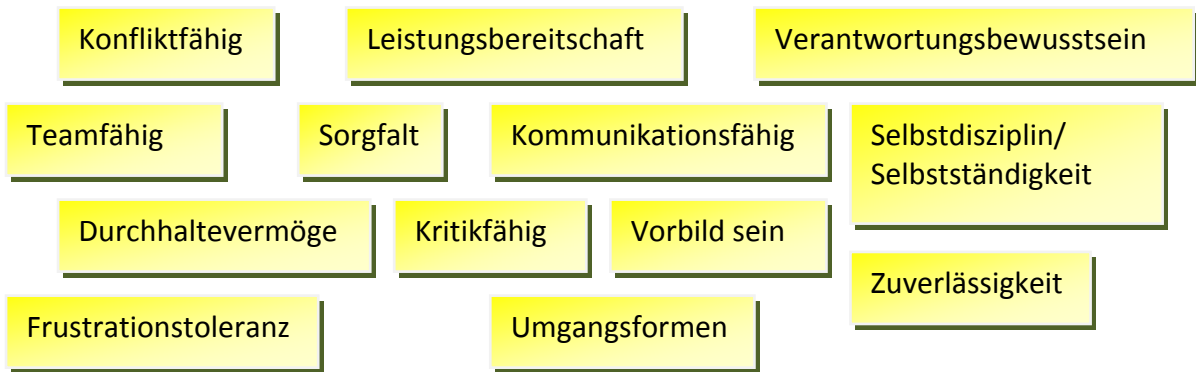 Konfliktfähig
Leistungsbereitschaft
Verantwortungsbewusstsein
Teamfähig
Sorgfalt
Kommunikationsfähig
Selbstdisziplin/
Selbstständigkeit
Durchhaltevermöge
Kritikfähig
Vorbild sein
Zuverlässigkeit
Frustrationstoleranz
Umgangsformen